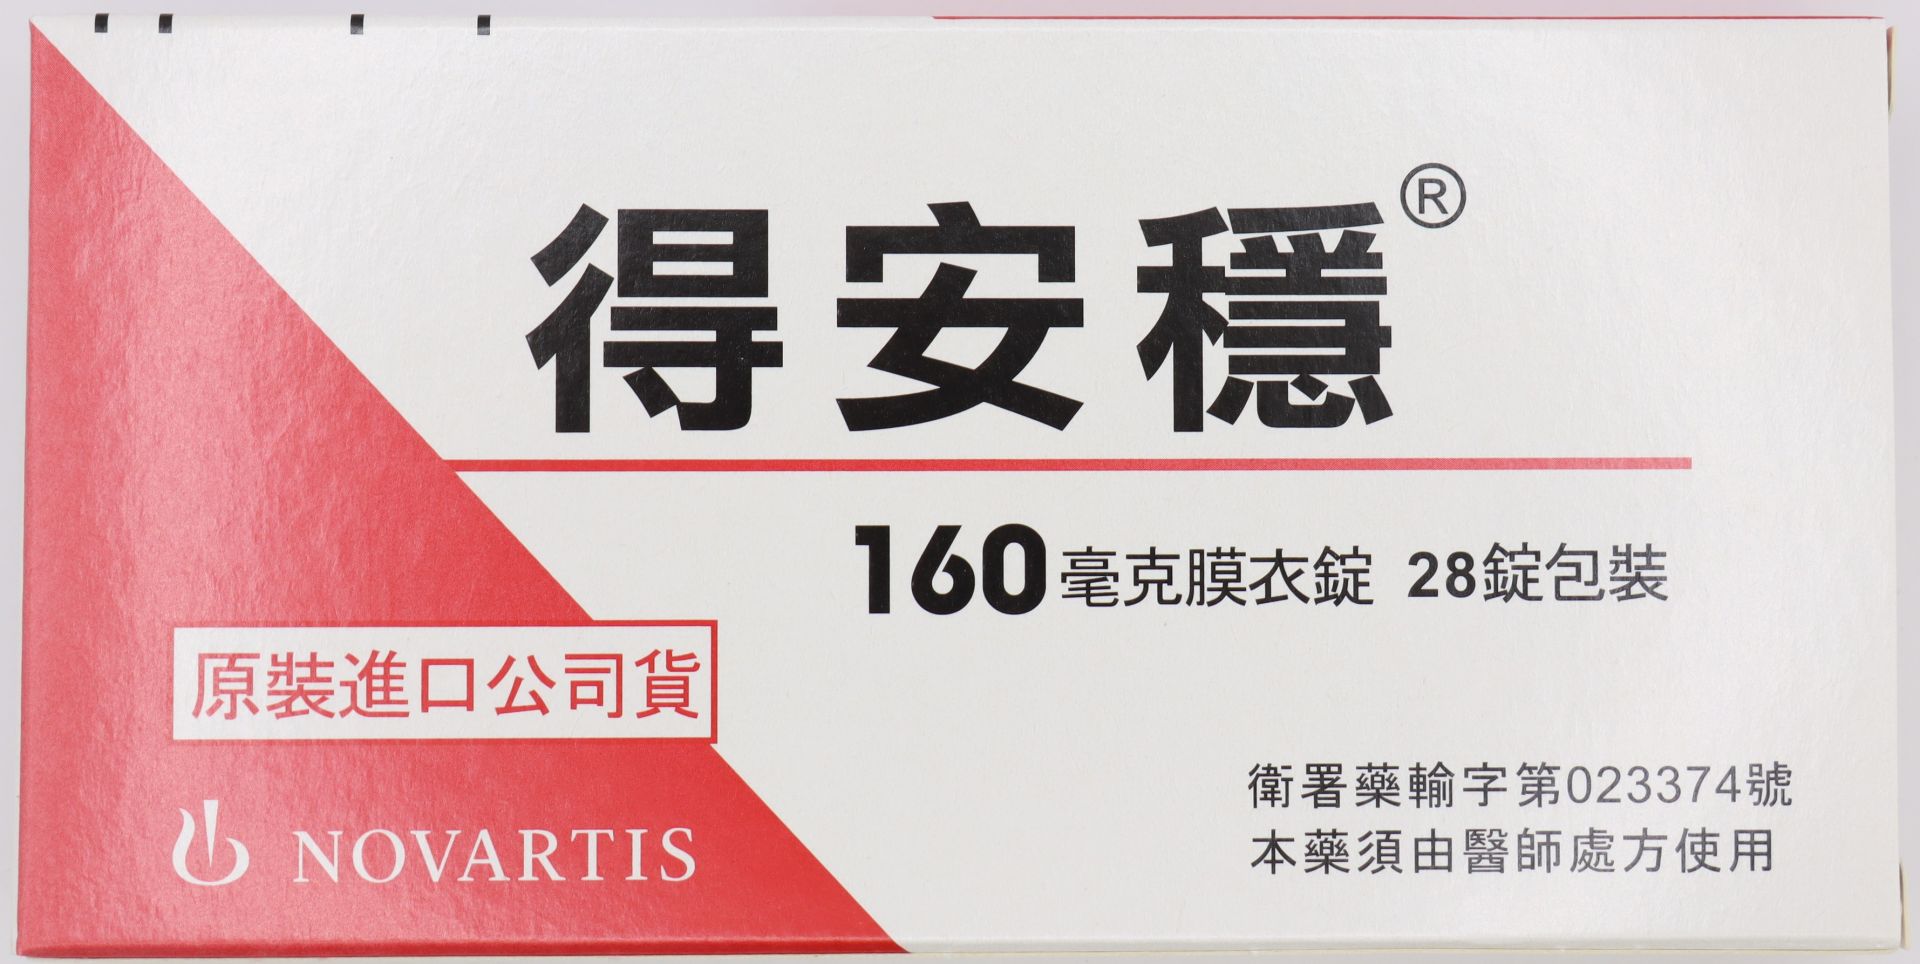 得安穩®
160毫克膜衣錠 28錠包裝
原裝進口公司貨
NOVARTIS
衛署藥輸字第023374號
本藥須由醫師處方使用